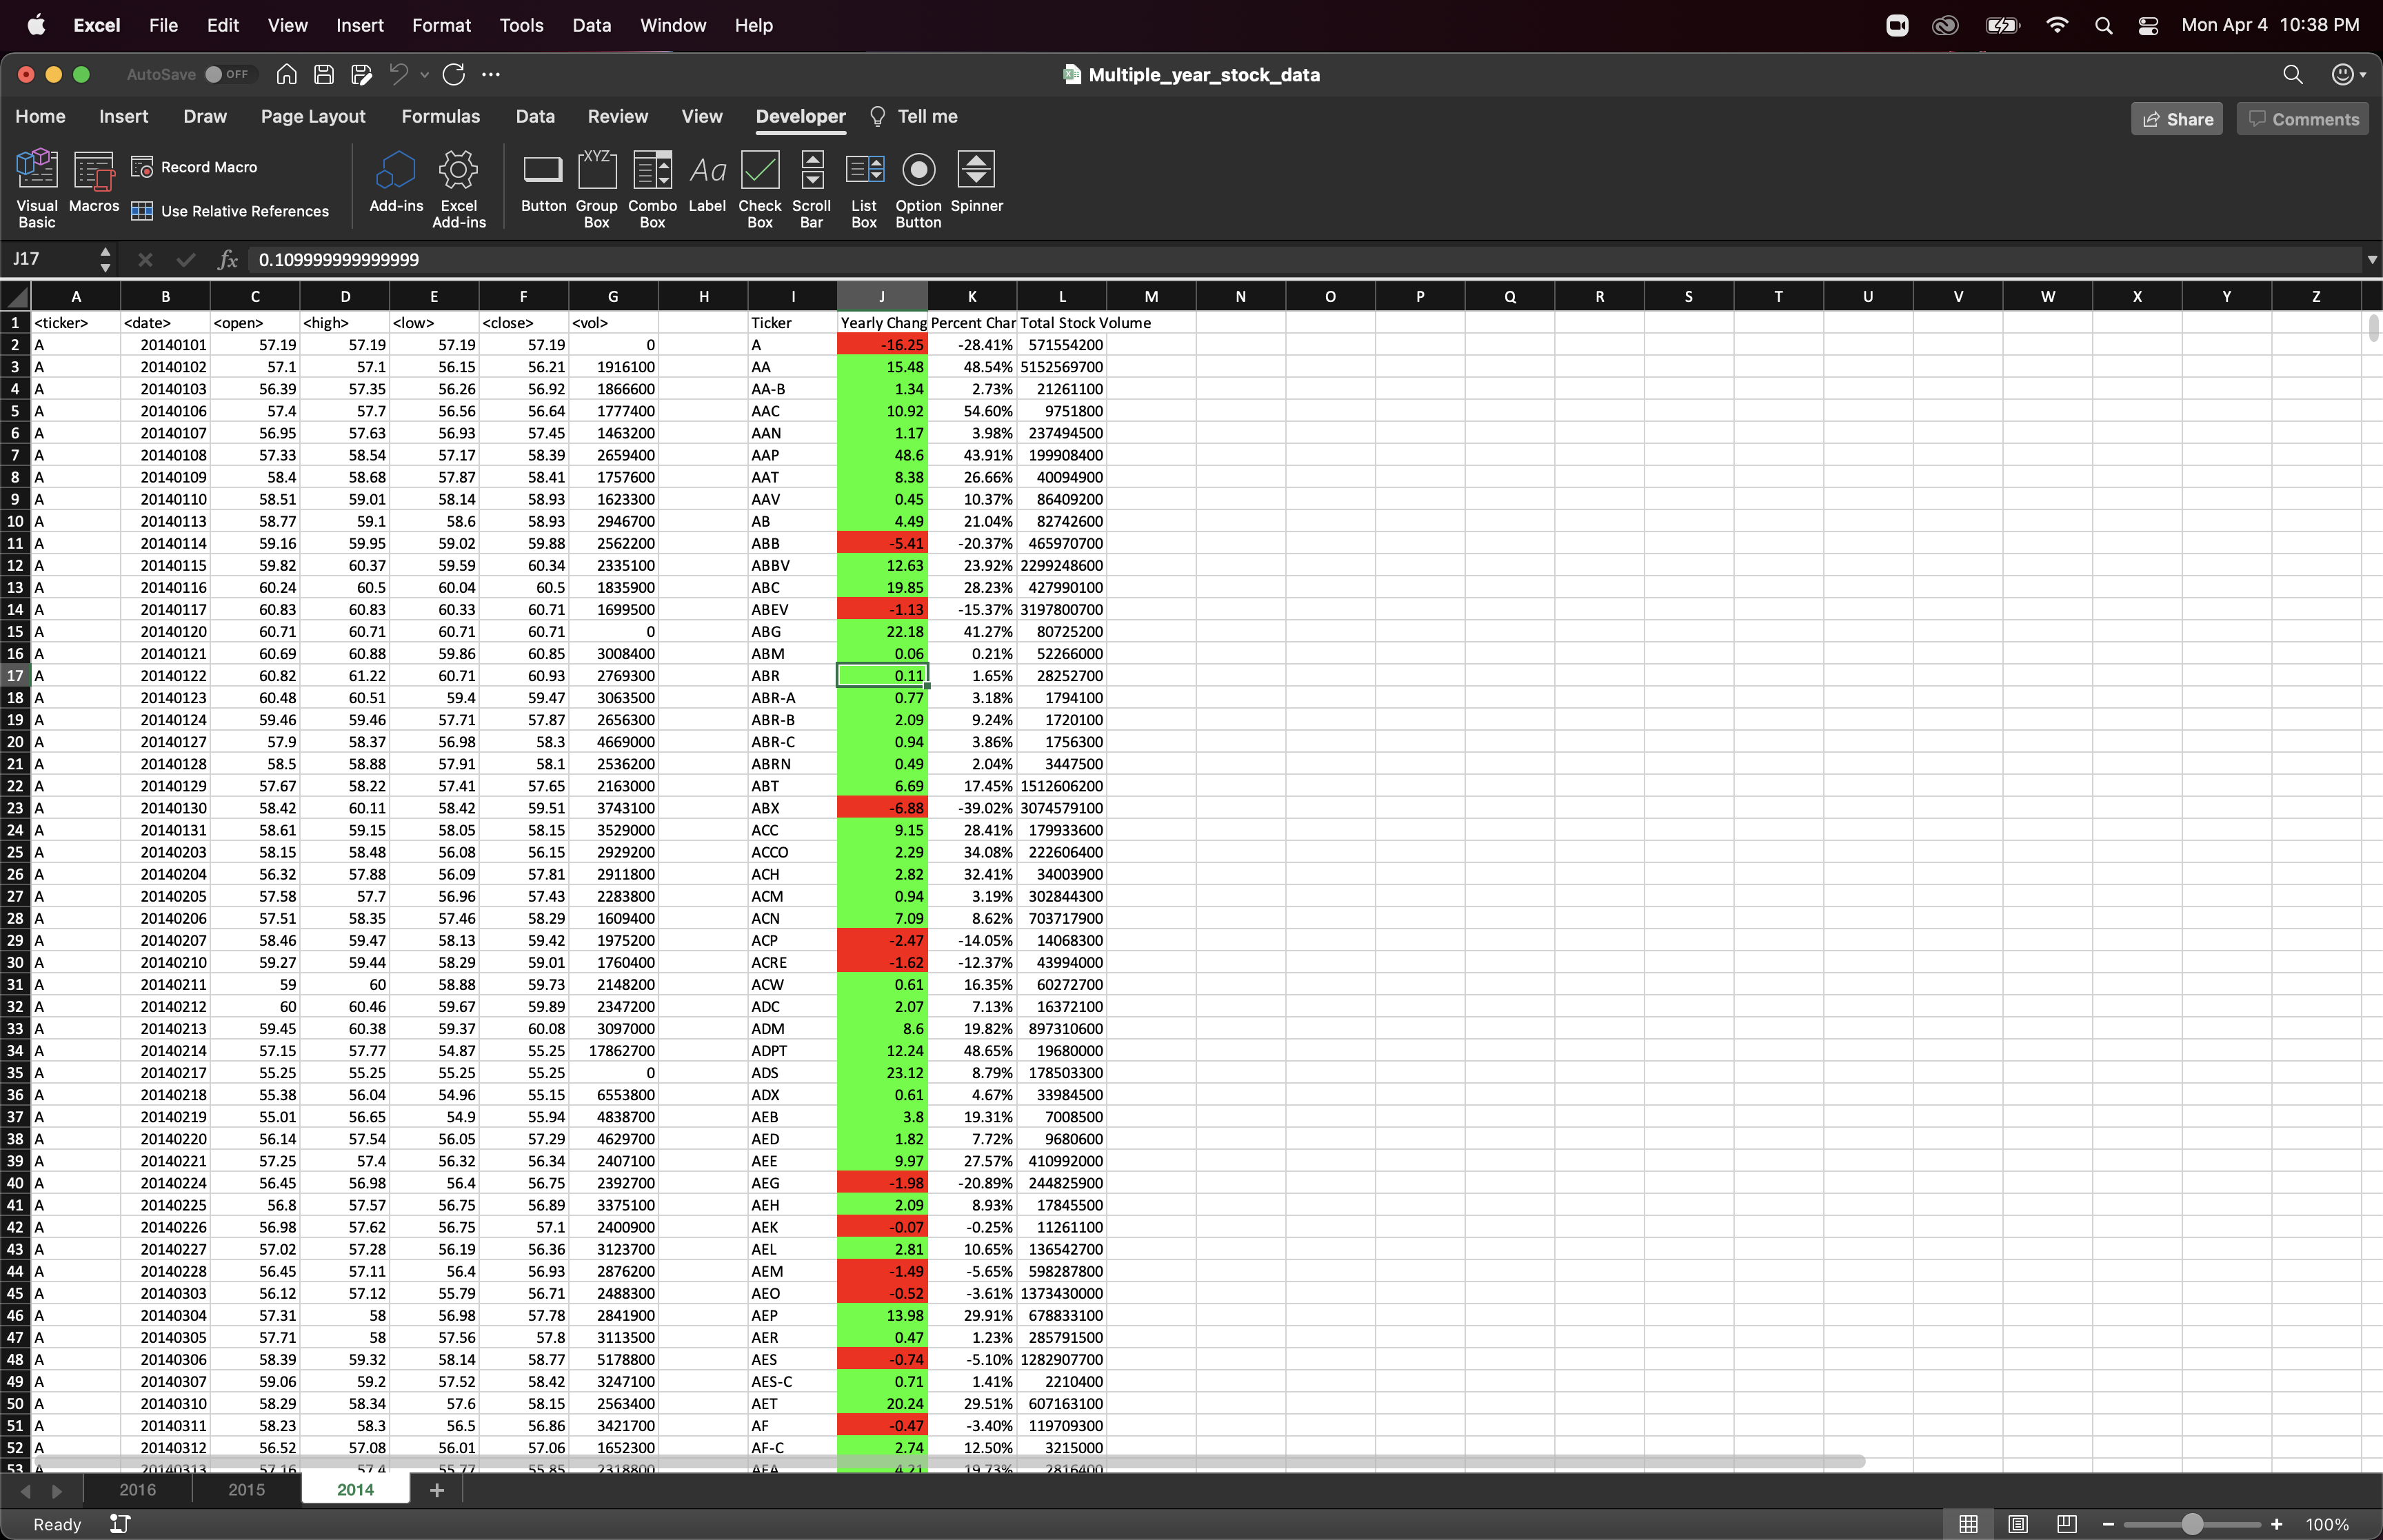 Excel File Edit View Insert Format Tools Data Window Help Mon Apr 4 10:38 PM
AutoSave OFF Multiple_year_stock_data
Home Insert Draw Page Layout Formulas Data Review View Developer Tell me Share Comments
Visual Basic Macros Record Macro Use Relative References Add-ins Excel Add-ins Button Group Box Combo Box Label Check Box Scroll Bar List Box Option Button Spinner
J17 fx 0.109999999999999
A B C D E F G H I J K L M N O P Q R S T U V W X Y Z
1 <ticker> <date> <open> <high> <low> <close> <vol> Ticker Yearly Chang Percent Char Total Stock Volume
2 A 20140101 57.19 57.19 57.19 57.19 0 A -16.25 -28.41% 571554200
3 A 20140102 57.1 57.1 56.15 56.21 1916100 AA 15.48 48.54% 5152569700
4 A 20140103 56.39 57.35 56.26 56.92 1866600 AA-B 1.34 2.73% 21261100
5 A 20140106 57.4 57.7 56.56 56.64 1777400 AAC 10.92 54.60% 9751800
6 A 20140107 56.95 57.63 56.93 57.45 1463200 AAN 1.17 3.98% 237494500
7 A 20140108 57.33 58.54 57.17 58.39 2659400 AAP 48.6 43.91% 199908400
8 A 20140109 58.4 58.68 57.87 58.41 1757600 AAT 8.38 26.66% 40094900
9 A 20140110 58.51 59.01 58.14 58.93 1623300 AAV 0.45 10.37% 86409200
10 A 20140113 58.77 59.1 58.6 58.93 2946700 AB 4.49 21.04% 82742600
11 A 20140114 59.16 59.95 59.02 59.88 2562200 ABB -5.41 -20.37% 465970700
12 A 20140115 59.82 60.37 59.59 60.34 2335100 ABBV 12.63 23.92% 2299248600
13 A 20140116 60.24 60.5 60.04 60.5 1835900 ABC 19.85 28.23% 427990100
14 A 20140117 60.83 60.83 60.33 60.71 1699500 ABEV -1.13 -15.37% 3197800700
15 A 20140120 60.71 60.71 60.71 60.71 0 ABG 22.18 41.27% 80725200
16 A 20140121 60.69 60.88 59.86 60.85 3008400 ABM 0.06 0.21% 52266000
17 A 20140122 60.82 61.22 60.71 60.93 2769300 ABR 0.11 1.65% 28252700
18 A 20140123 60.48 60.51 59.4 59.47 3063500 ABR-A 0.77 3.18% 1794100
19 A 20140124 59.46 59.46 57.71 57.87 2656300 ABR-B 2.09 9.24% 1720100
20 A 20140127 57.9 58.37 56.98 58.3 4669000 ABR-C 0.94 3.86% 1756300
21 A 20140128 58.5 58.88 57.91 58.1 2536200 ABRN 0.49 2.04% 3447500
22 A 20140129 57.67 58.22 57.41 57.65 2163000 ABT 6.69 17.45% 1512606200
23 A 20140130 58.42 60.11 58.42 59.51 3743100 ABX -6.88 -39.02% 3074579100
24 A 20140131 58.61 59.15 58.05 58.15 3529000 ACC 9.15 28.41% 179933600
25 A 20140203 58.15 58.48 56.08 56.15 2929200 ACCO 2.29 34.08% 222606400
26 A 20140204 56.32 57.88 56.09 57.81 2911800 ACH 2.82 32.41% 34003900
27 A 20140205 57.58 57.7 56.96 57.43 2283800 ACM 0.94 3.19% 302844300
28 A 20140206 57.51 58.35 57.46 58.29 1609400 ACN 7.09 8.62% 703717900
29 A 20140207 58.46 59.47 58.13 59.42 1975200 ACP -2.47 -14.05% 14068300
30 A 20140210 59.27 59.44 58.29 59.01 1760400 ACRE -1.62 -12.37% 43994000
31 A 20140211 59 60 58.88 59.73 2148200 ACW 0.61 16.35% 60272700
32 A 20140212 60 60.46 59.67 59.89 2347200 ADC 2.07 7.13% 16372100
33 A 20140213 59.45 60.38 59.37 60.08 3097000 ADM 8.6 19.82% 897310600
34 A 20140214 57.15 57.77 54.87 55.25 17862700 ADPT 12.24 48.65% 19680000
35 A 20140217 55.25 55.25 55.25 55.25 0 ADS 23.12 8.79% 178503300
36 A 20140218 55.38 56.04 54.96 55.15 6553800 ADX 0.61 4.67% 33984500
37 A 20140219 55.01 56.65 54.9 55.94 4838700 AEB 3.8 19.31% 7008500
38 A 20140220 56.14 57.54 56.05 57.29 4629700 AED 1.82 7.72% 9680600
39 A 20140221 57.25 57.4 56.32 56.34 2407100 AEE 9.97 27.57% 410992000
40 A 20140224 56.45 56.98 56.4 56.75 2392700 AEG -1.98 -20.89% 244825900
41 A 20140225 56.8 57.57 56.75 56.89 3375100 AEH 2.09 8.93% 17845500
42 A 20140226 56.98 57.62 56.75 57.1 2400900 AEK -0.07 -0.25% 11261100
43 A 20140227 57.02 57.28 56.19 56.36 3123700 AEL 2.81 10.65% 136542700
44 A 20140228 56.45 57.11 56.4 56.93 2876200 AEM -1.49 -5.65% 598287800
45 A 20140303 56.12 57.12 55.79 56.71 2488300 AEO -0.52 -3.61% 1373430000
46 A 20140304 57.31 58 56.98 57.78 2841900 AEP 13.98 29.91% 678833100
47 A 20140305 57.71 58 57.56 57.8 3113500 AER 0.47 1.23% 285791500
48 A 20140306 58.39 59.32 58.14 58.77 5178800 AES -0.74 -5.10% 1282907700
49 A 20140307 59.06 59.2 57.52 58.42 3247100 AES-C 0.71 1.41% 2210400
50 A 20140310 58.29 58.34 57.6 58.15 2563400 AET 20.24 29.51% 607163100
51 A 20140311 58.23 58.3 56.5 56.86 3421700 AF -0.47 -3.40% 119709300
52 A 20140312 56.52 57.08 56.01 57.06 1652300 AF-C 2.74 12.50% 3215000
53 A 20140313 57.16 57.4 55.77 55.85 2318800 AFA 4.21 19.73% 2816400
2016 2015 2014
Ready 100%